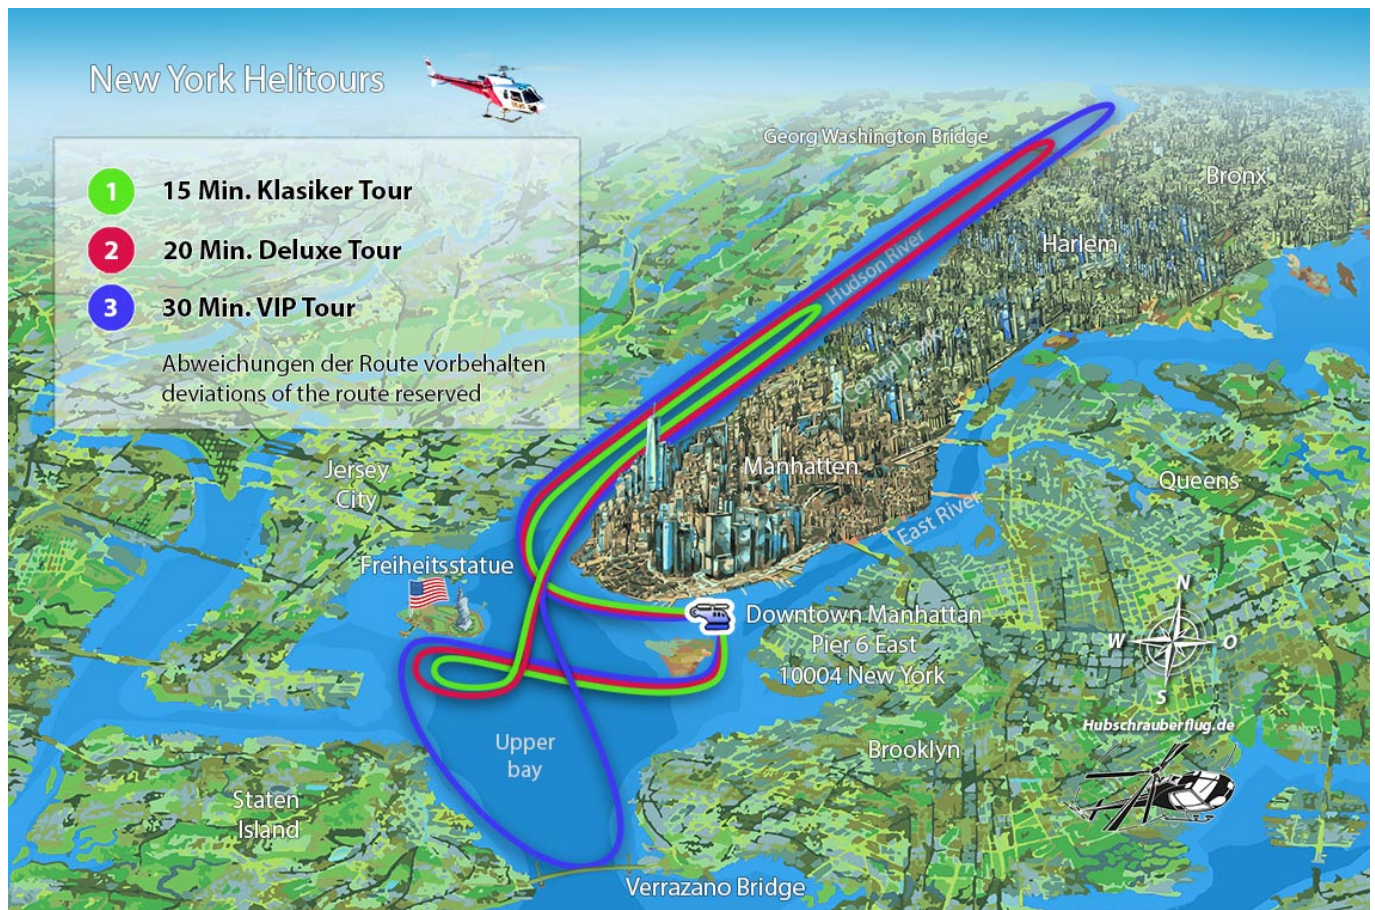 New York Helitours
1 15 Min. Klasiker Tour
2 20 Min. Deluxe Tour
3 30 Min. VIP Tour
Abweichungen der Route vorbehalten
deviations of the route reserved
Georg Washington Bridge
Bronx
Harlem
Hudson River
Central Park
Manhatten
Jersey
City
Queens
East River
Freiheitsstatue
Downtown Manhattan
Pier 6 East
10004 New York
N
W
O
S
Hubschrauberflug.de
Upper
bay
Brooklyn
Staten
Island
Verrazano Bridge